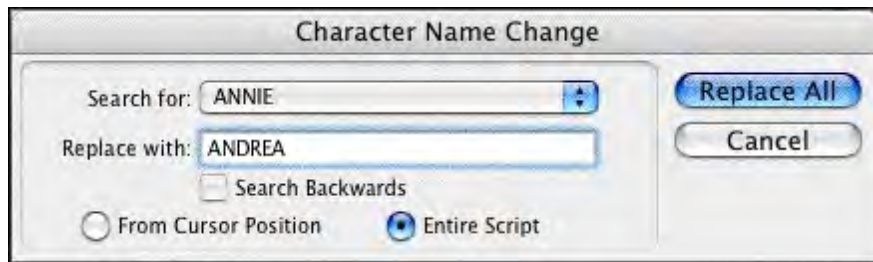 Character Name Change
Search for: ANNIE
Replace All
Replace with: ANDREA
Cancel
Search Backwards
From Cursor Position Entire Script